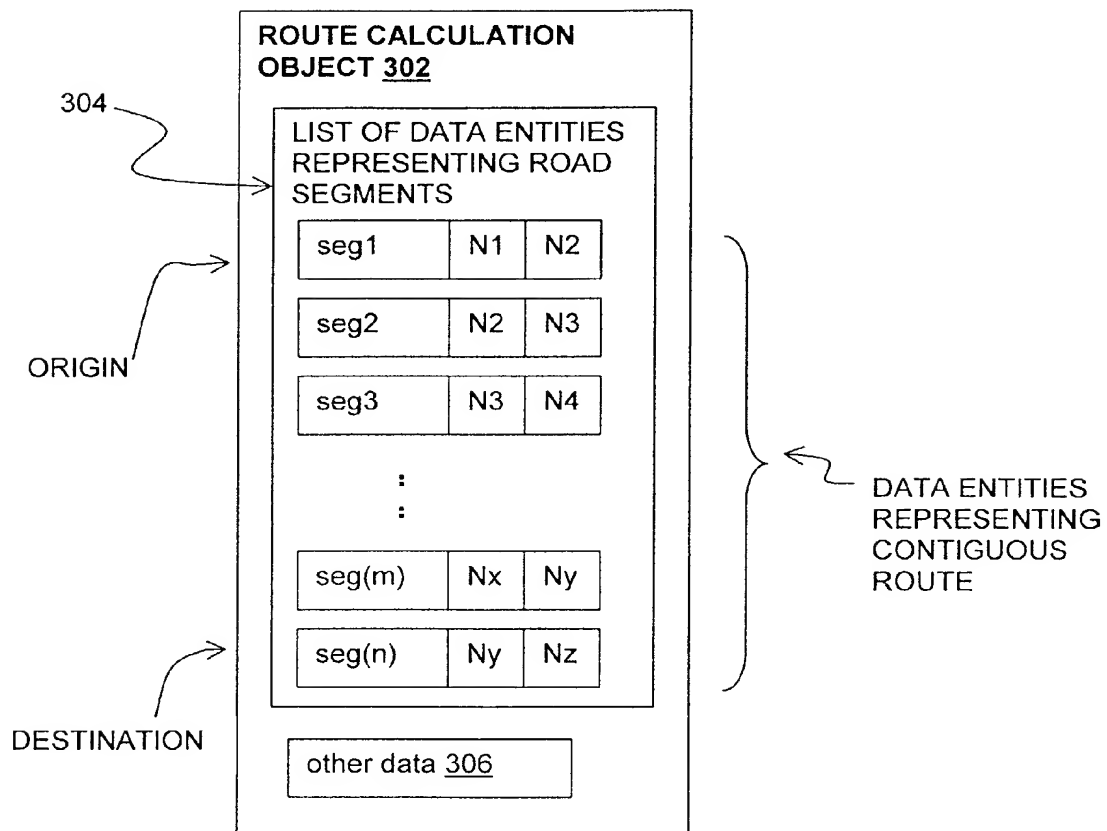 ROUTE CALCULATION
OBJECT 302
304
LIST OF DATA ENTITIES
REPRESENTING ROAD
SEGMENTS
seg1 N1 N2
seg2 N2 N3
ORIGIN
seg3 N3 N4
:
:
DATA ENTITIES
REPRESENTING
CONTIGUOUS
ROUTE
seg(m) Nx Ny
seg(n) Ny Nz
DESTINATION
other data 306